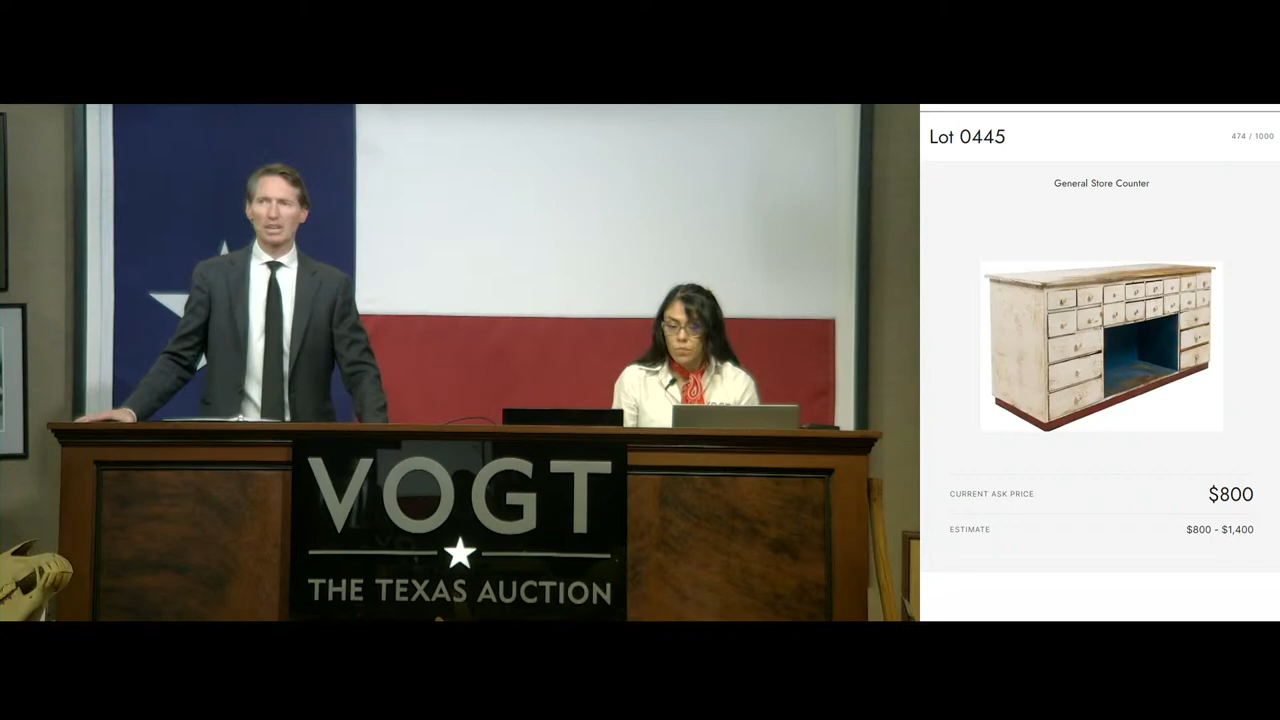 VOGT
THE TEXAS AUCTION
Lot 0445
474 / 1000
General Store Counter
CURRENT ASK PRICE
$800
ESTIMATE
$800 - $1,400